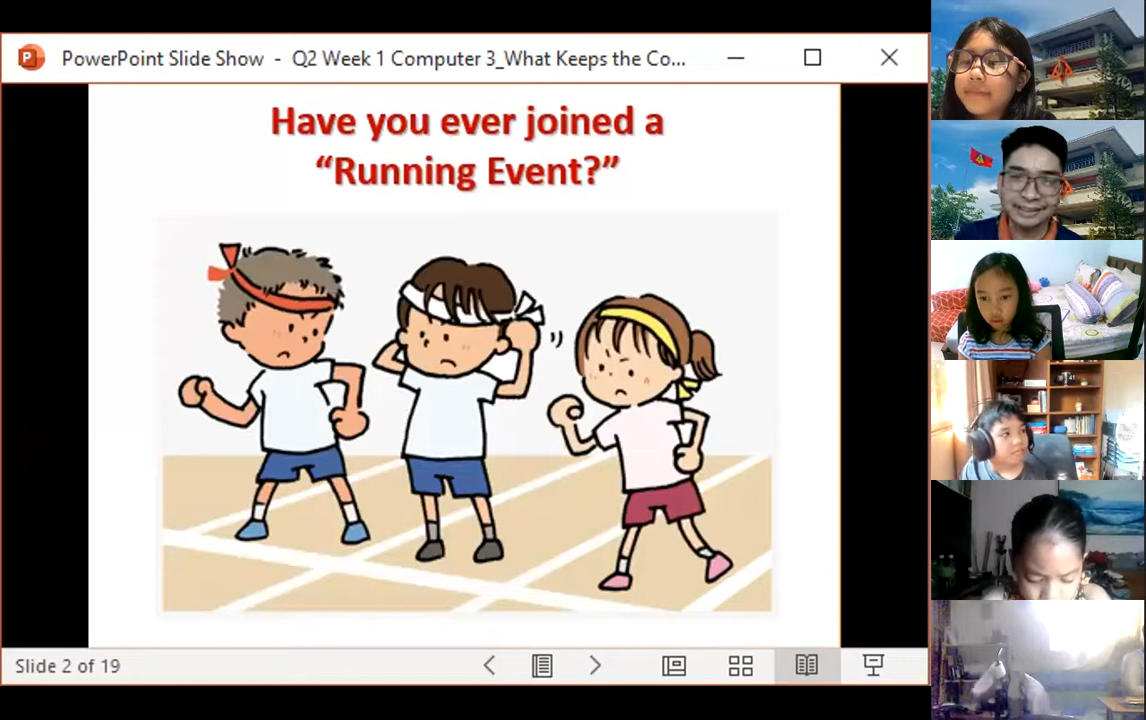 PowerPoint Slide Show - Q2 Week 1 Computer 3_What Keeps the Co...
Have you ever joined a
“Running Event?”
Slide 2 of 19